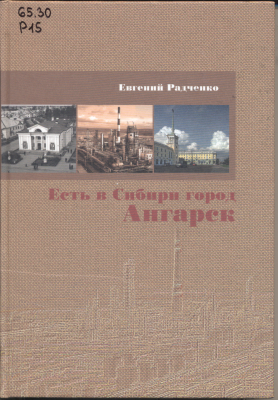 65.30
Р15
Евгений Радченко
Есть в Сибири город
Ангарск